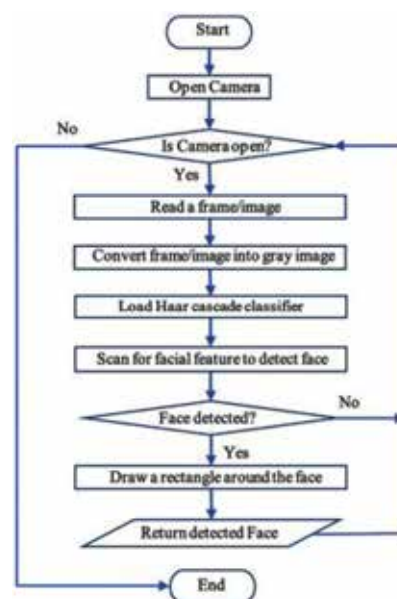 Start
Open Camera
No
Is Camera open?
Yes
Read a frame/image
Convert frame/image into gray image
Load Haar cascade classifier
Scan for facial feature to detect face
Face detected?
No
Yes
Draw a rectangle around the face
Return detected Face
End